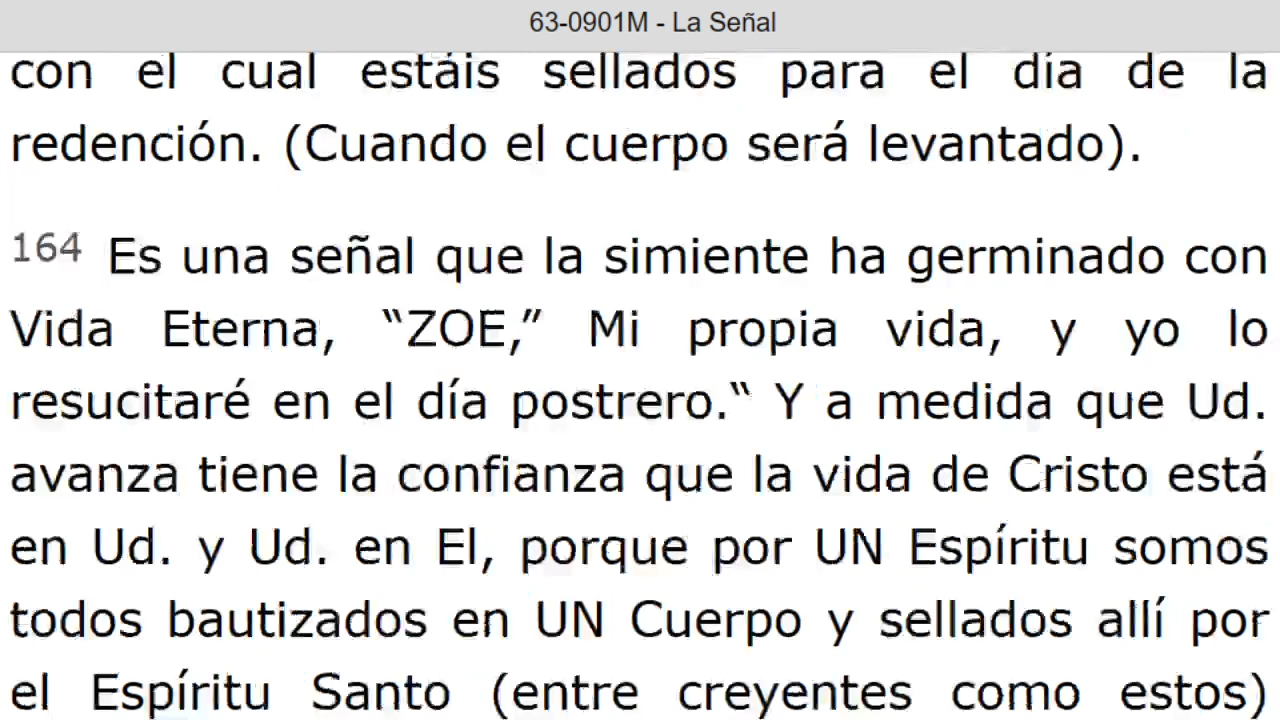 63-0901M - La Señal
con el cual estáis sellados para el día de la
redención. (Cuando el cuerpo será levantado).
164 Es una señal que la simiente ha germinado con
Vida Eterna, “ZOE,” Mi propia vida, y yo lo
resucitaré en el día postrero.“ Y a medida que Ud.
avanza tiene la confianza que la vida de Cristo está
en Ud. y Ud. en El, porque por UN Espíritu somos
todos bautizados en UN Cuerpo y sellados allí por
el Espíritu Santo (entre creyentes como estos)